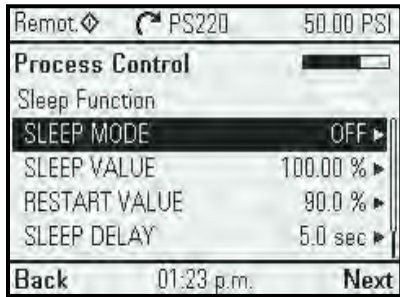 Remot. PS220 50.00 PSI
Process Control
Sleep Function
SLEEP MODE OFF
SLEEP VALUE 100.00 %
RESTART VALUE 90.0 %
SLEEP DELAY 5.0 sec
Back 01:23 p.m. Next